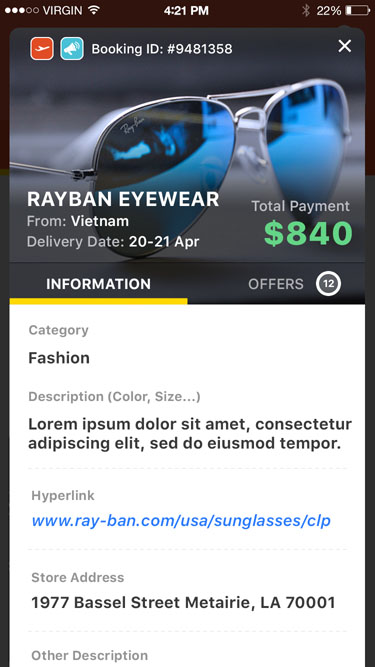 VIRGIN 4:21 PM 22%
Booking ID: #9481358 ×
Ray-Ban
RAYBAN EYEWEAR
Total Payment
From: Vietnam
$840
Delivery Date: 20-21 Apr
INFORMATION OFFERS 12
Category
Fashion
Description (Color, Size...)
Lorem ipsum dolor sit amet, consectetur
adipiscing elit, sed do eiusmod tempor.
Hyperlink
www.ray-ban.com/usa/sunglasses/clp
Store Address
1977 Bassel Street Metairie, LA 70001
Other Description